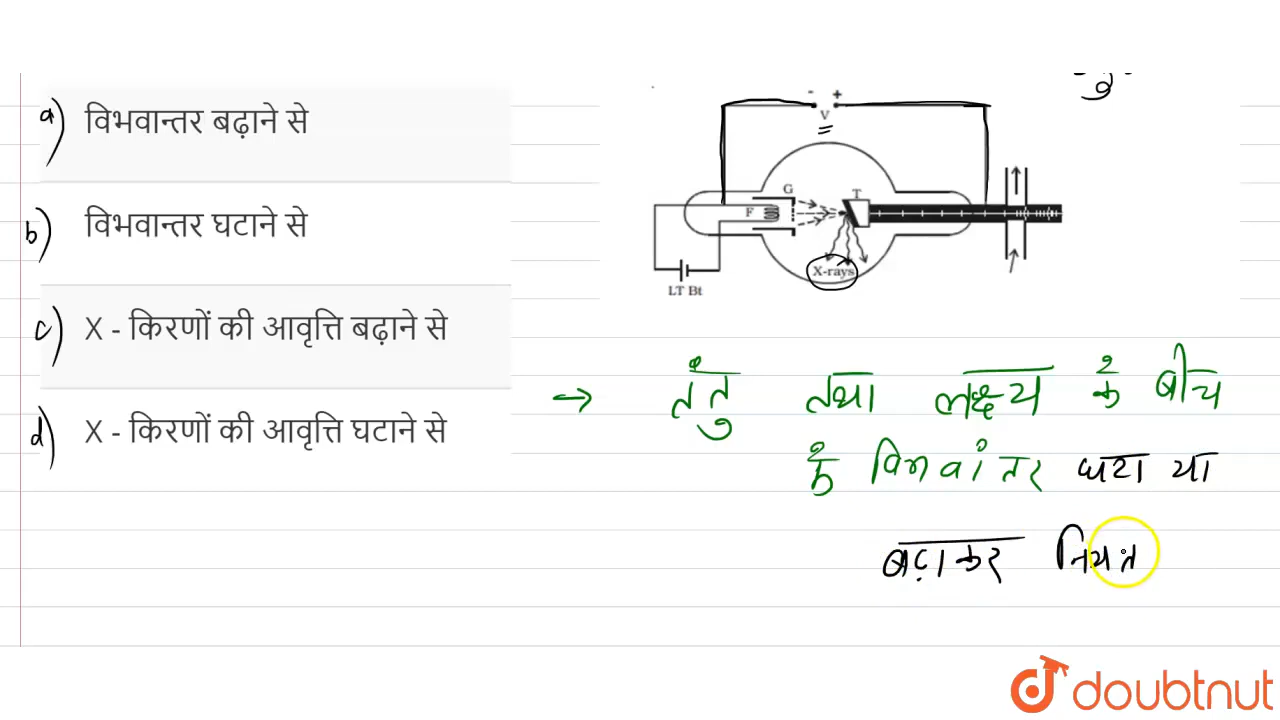 a) विभवान्तर बढ़ाने से
b) विभवान्तर घटाने से
c) X - किरणों की आवृत्ति बढ़ाने से
d) X - किरणों की आवृत्ति घटाने से
- +
V
G
T
F
X-rays
LT Bt
→ तंतु तथा लक्ष्य के बीच
के विभवांतर घटा या
बढ़ाकर नियंत्र
doubtnut